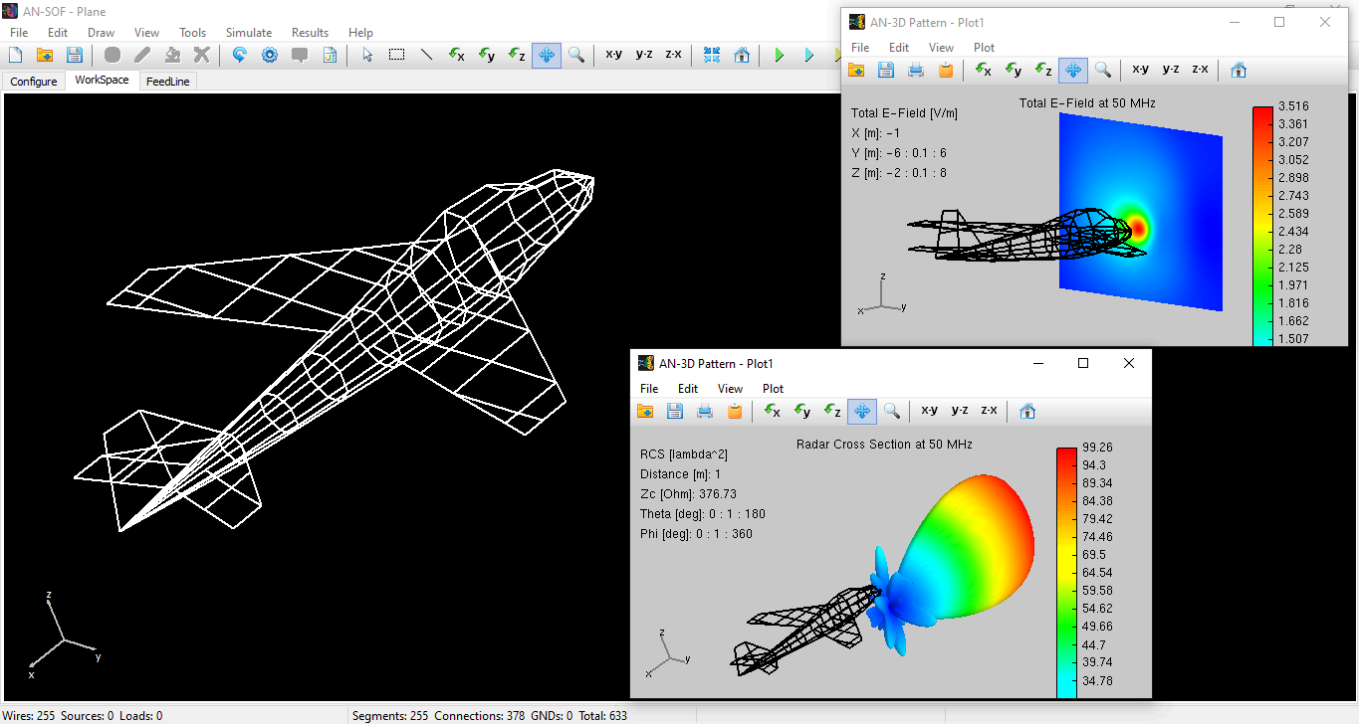 AN-SOF - Plane
File Edit Draw View Tools Simulate Results Help
x y z x-y y-z z-x
Configure WorkSpace FeedLine
z
y
x
AN-3D Pattern - Plot1
File Edit View Plot
x y z x-y y-z z-x
Total E-Field at 50 MHz
Total E-Field [V/m]
X [m]: -1
Y [m]: -6 : 0.1 : 6
Z [m]: -2 : 0.1 : 8
3.516
3.361
3.207
3.052
2.898
2.743
2.589
2.434
2.28
2.125
1.971
1.816
1.662
1.507
z
x
y
AN-3D Pattern - Plot1
File Edit View Plot
x y z x-y y-z z-x
Radar Cross Section at 50 MHz
RCS [lambda^2]
Distance [m]: 1
Zc [Ohm]: 376.73
Theta [deg]: 0 : 1 : 180
Phi [deg]: 0 : 1 : 360
99.26
94.3
89.34
84.38
79.42
74.46
69.5
64.54
59.58
54.62
49.66
44.7
39.74
34.78
z
y
x
Wires: 255 Sources: 0 Loads: 0 Segments: 255 Connections: 378 GNDs: 0 Total: 633